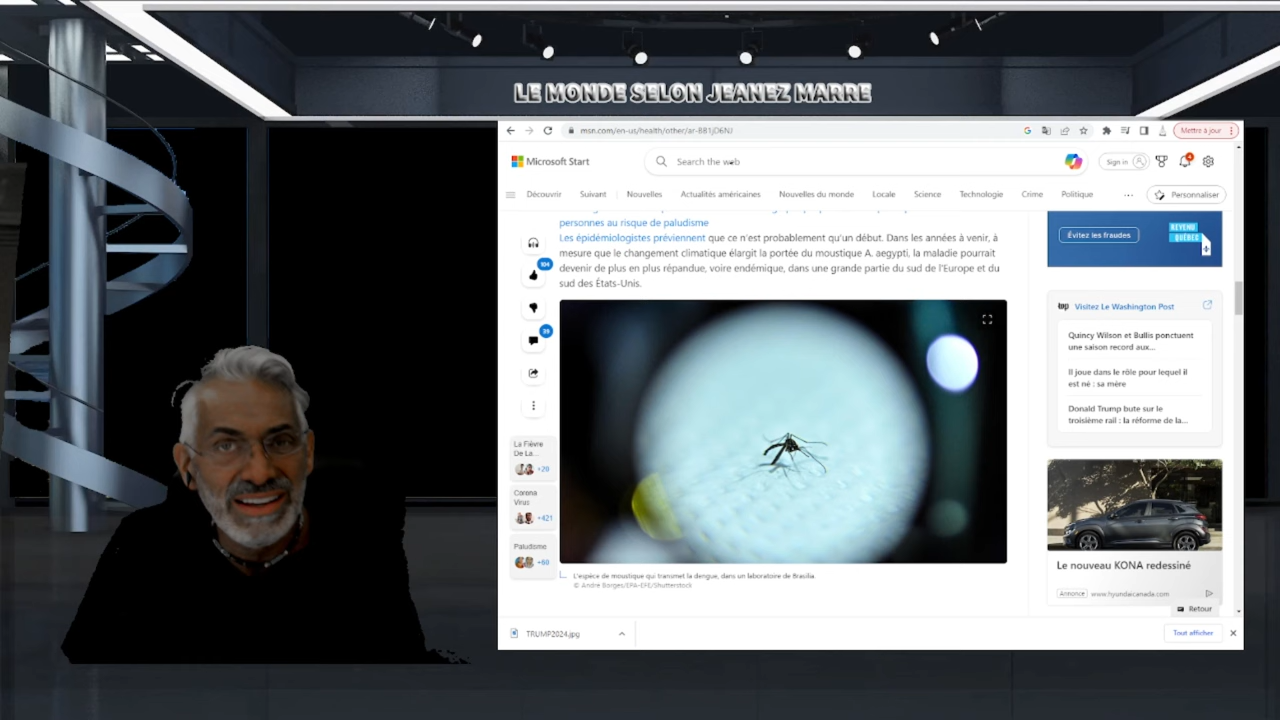 LE MONDE SELON JEANEZ MARRE
msn.com/en-us/health/other/ar-BB1jD6NJ
Mettre à jour
Microsoft Start
Search the web
Sign in
4
Découvrir
Suivant
Nouvelles
Actualités américaines
Nouvelles du monde
Locale
Science
Technologie
Crime
Politique
Personnaliser
personnes au risque de paludisme
Les épidémiologistes préviennent que ce n'est probablement qu'un début. Dans les années à venir, à
mesure que le changement climatique élargit la portée du moustique A. aegypti, la maladie pourrait
devenir de plus en plus répandue, voire endémique, dans une grande partie du sud de l'Europe et du
sud des États-Unis.
104
39
La Fièvre
De La...
+20
Corona
Virus
+421
Paludisme
+60
L'espèce de moustique qui transmet la dengue, dans un laboratoire de Brasilia.
© Andre Borges/EPA-EFE/Shutterstock
Évitez les fraudes
REVENU
QUÉBEC
wp Visitez Le Washington Post
Quincy Wilson et Bullis ponctuent
une saison record aux...
Il joue dans le rôle pour lequel il
est né : sa mère
Donald Trump bute sur le
troisième rail : la réforme de la...
Le nouveau KONA redessiné
Annonce www.hyundaicanada.com
Retour
TRUMP2024.jpg
Tout afficher